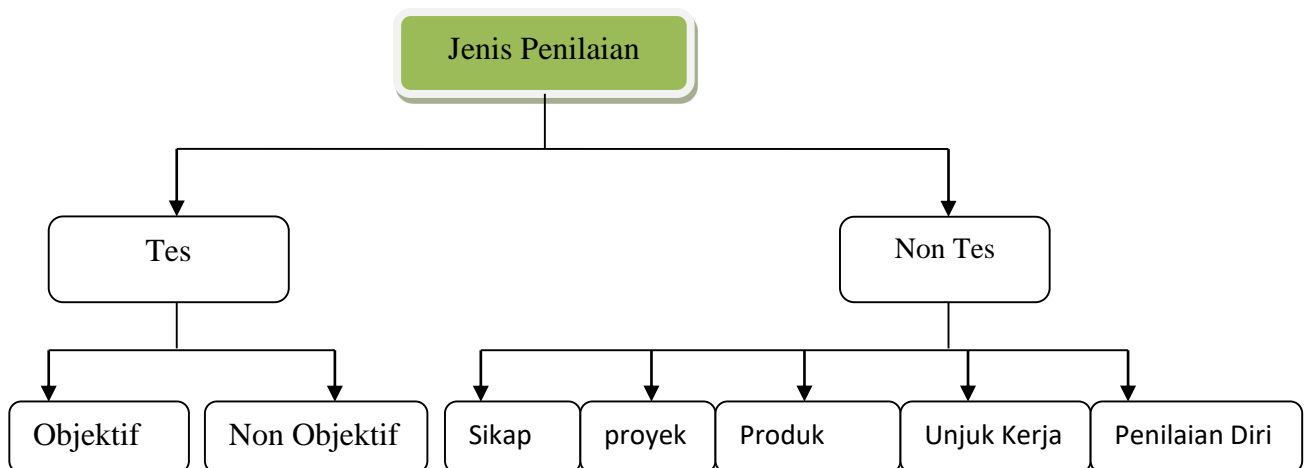 Jenis Penilaian
Tes
Non Tes
Objektif
Non Objektif
Sikap
proyek
Produk
Unjuk Kerja
Penilaian Diri